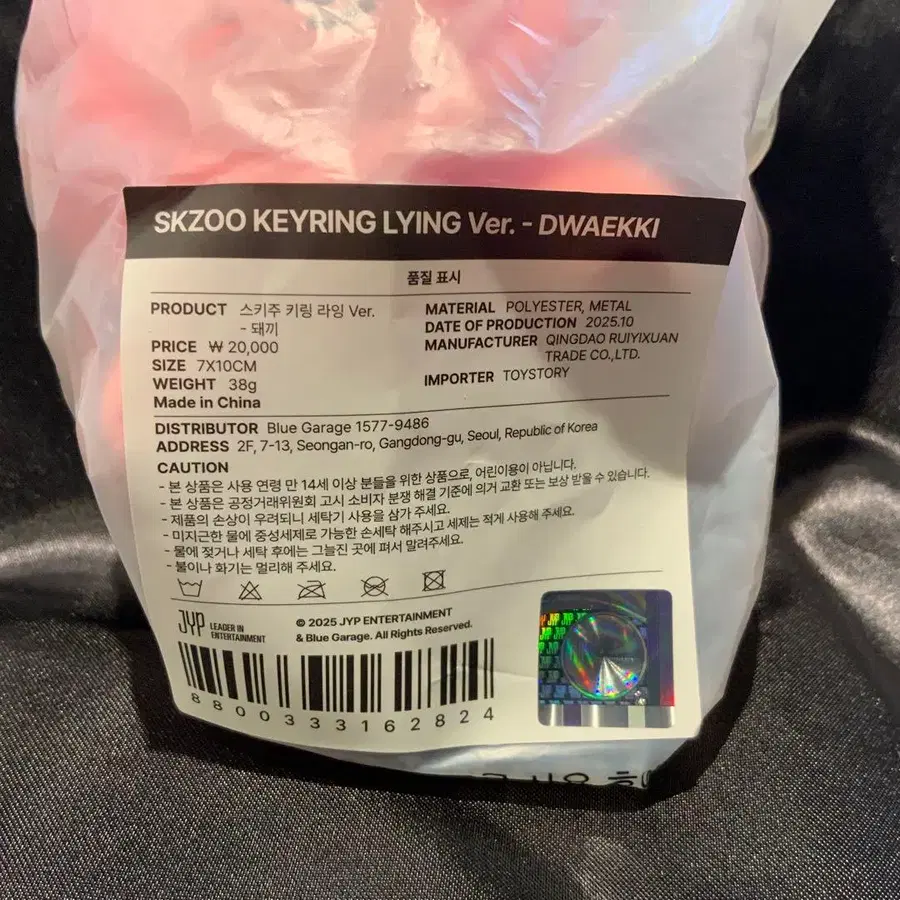 SKZOO KEYRING LYING Ver. - DWAEKKI
품질 표시
PRODUCT 스키주 키링 라잉 Ver.
- 돼끼
PRICE ₩ 20,000
SIZE 7X10CM
WEIGHT 38g
Made in China
MATERIAL POLYESTER, METAL
DATE OF PRODUCTION 2025.10
MANUFACTURER QINGDAO RUIYIXUAN
TRADE CO.,LTD.
IMPORTER TOYSTORY
DISTRIBUTOR Blue Garage 1577-9486
ADDRESS 2F, 7-13, Seongan-ro, Gangdong-gu, Seoul, Republic of Korea
CAUTION
- 본 상품은 사용 연령 만 14세 이상 분들을 위한 상품으로, 어린이용이 아닙니다.
- 본 상품은 공정거래위원회 고시 소비자 분쟁 해결 기준에 의거 교환 또는 보상 받을 수 있습니다.
- 제품의 손상이 우려되니 세탁기 사용을 삼가 주세요.
- 미지근한 물에 중성세제로 가능한 손세탁 해주시고 세제는 적게 사용해 주세요.
- 물에 젖거나 세탁 후에는 그늘진 곳에 펴서 말려주세요.
- 불이나 화기는 멀리해 주세요.
JYP LEADER IN
ENTERTAINMENT
© 2025 JYP ENTERTAINMENT
& Blue Garage. All Rights Reserved.
8800333162824
JYP JYP JYP